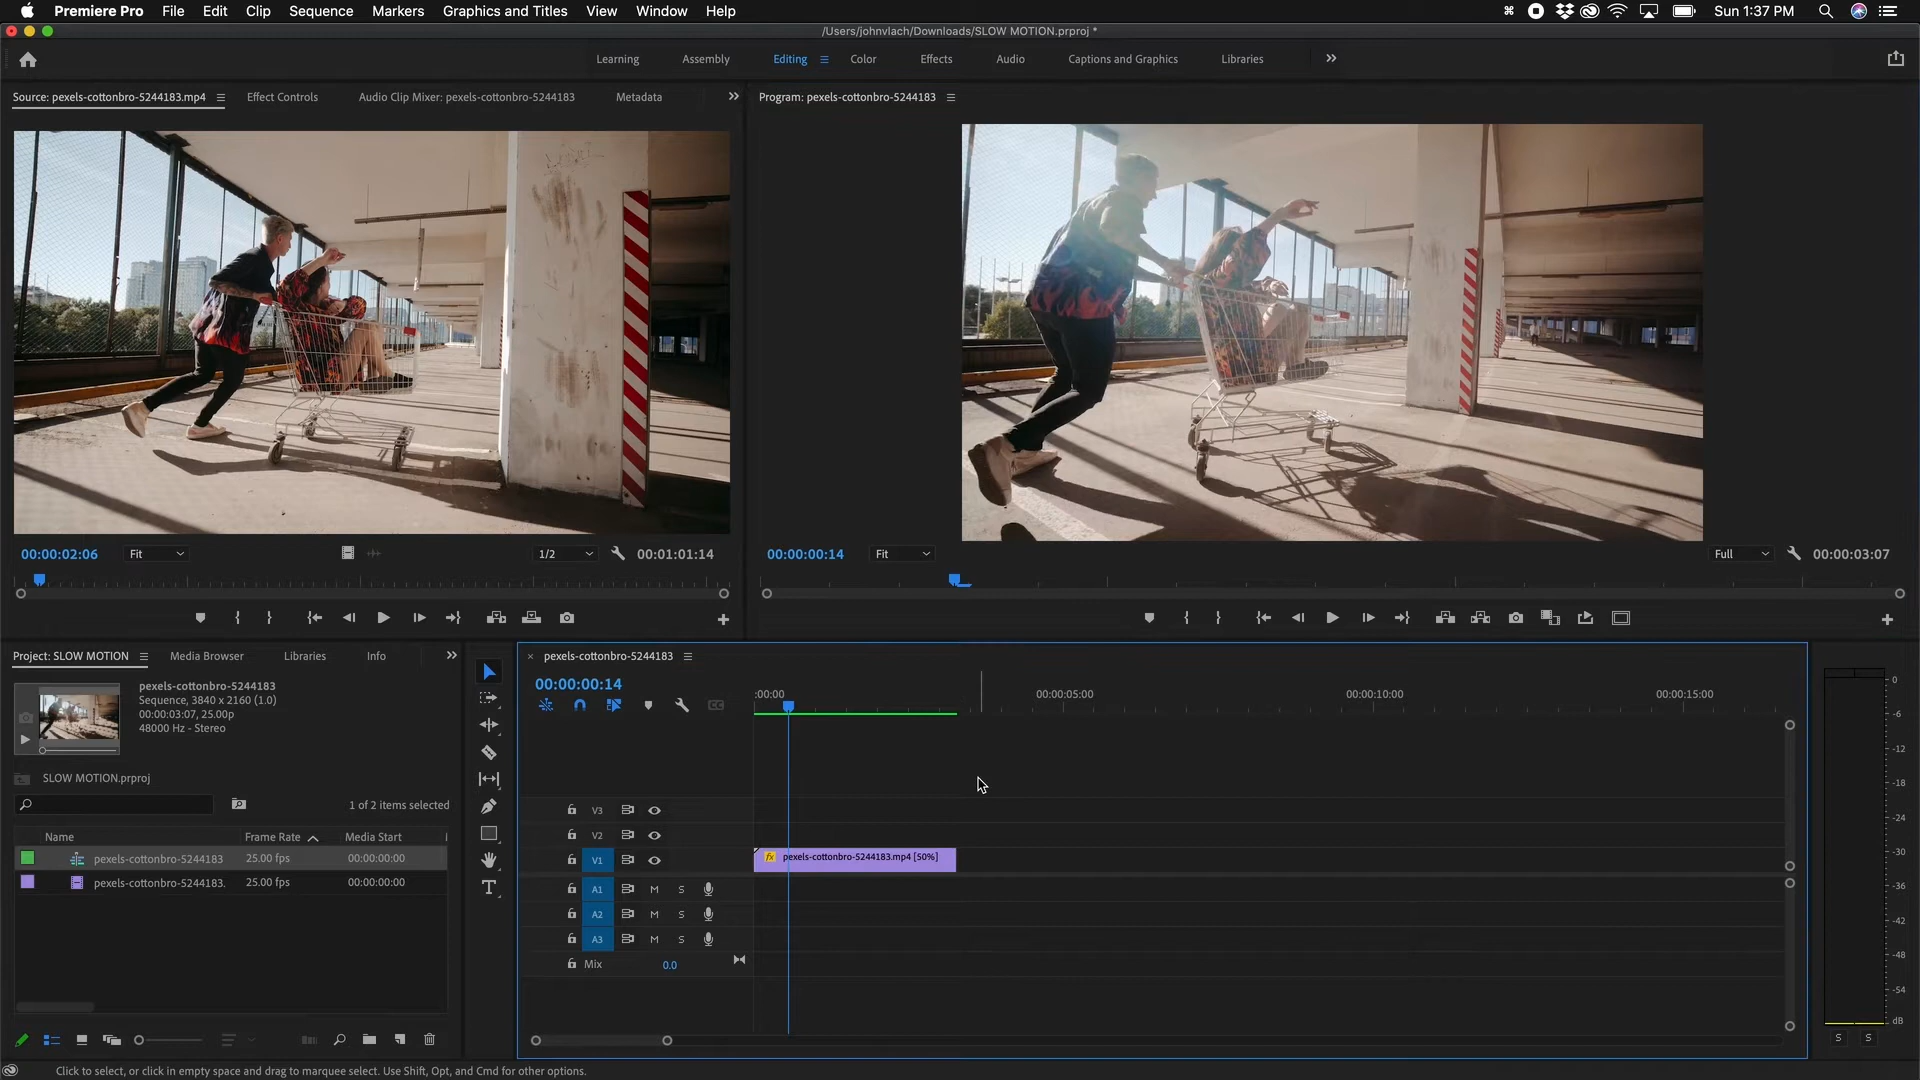 Premiere Pro File Edit Clip Sequence Markers Graphics and Titles View Window Help Sun 1:37 PM
/Users/johnvlach/Downloads/SLOW MOTION.prproj *
Learning Assembly Editing Color Effects Audio Captions and Graphics Libraries
Source: pexels-cottonbro-5244183.mp4 Effect Controls Audio Clip Mixer: pexels-cottonbro-5244183 Metadata Program: pexels-cottonbro-5244183
00:00:02:06 Fit 1/2 00:01:01:14 00:00:00:14 Fit Full 00:00:03:07
Project: SLOW MOTION Media Browser Libraries Info pexels-cottonbro-5244183
pexels-cottonbro-5244183
Sequence, 3840 x 2160 (1.0)
00:00:03:07, 25.00p
48000 Hz - Stereo
00:00:00:14
:00:00 00:00:05:00 00:00:10:00 00:00:15:00
SLOW MOTION.prproj
1 of 2 items selected
Name Frame Rate Media Start
pexels-cottonbro-5244183 25.00 fps 00:00:00:00
pexels-cottonbro-5244183. 25.00 fps 00:00:00:00
V3
V2
V1 fx pexels-cottonbro-5244183.mp4 [50%]
A1 M S
A2 M S
A3 M S
Mix 0.0
0
-6
-12
-18
-24
-30
-36
-42
-48
-54
dB
S S
Click to select, or click in empty space and drag to marquee select. Use Shift, Opt, and Cmd for other options.